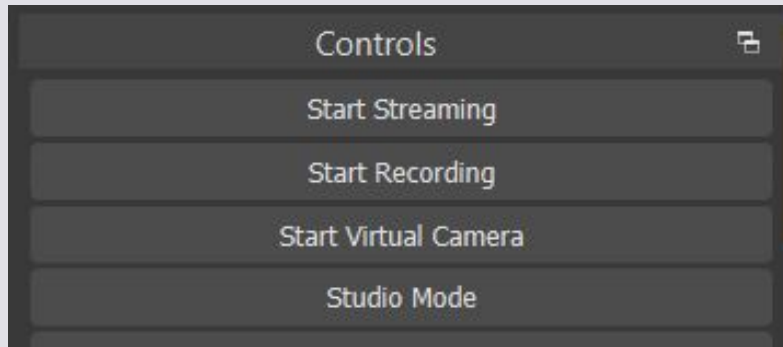 Controls
Start Streaming
Start Recording
Start Virtual Camera
Studio Mode